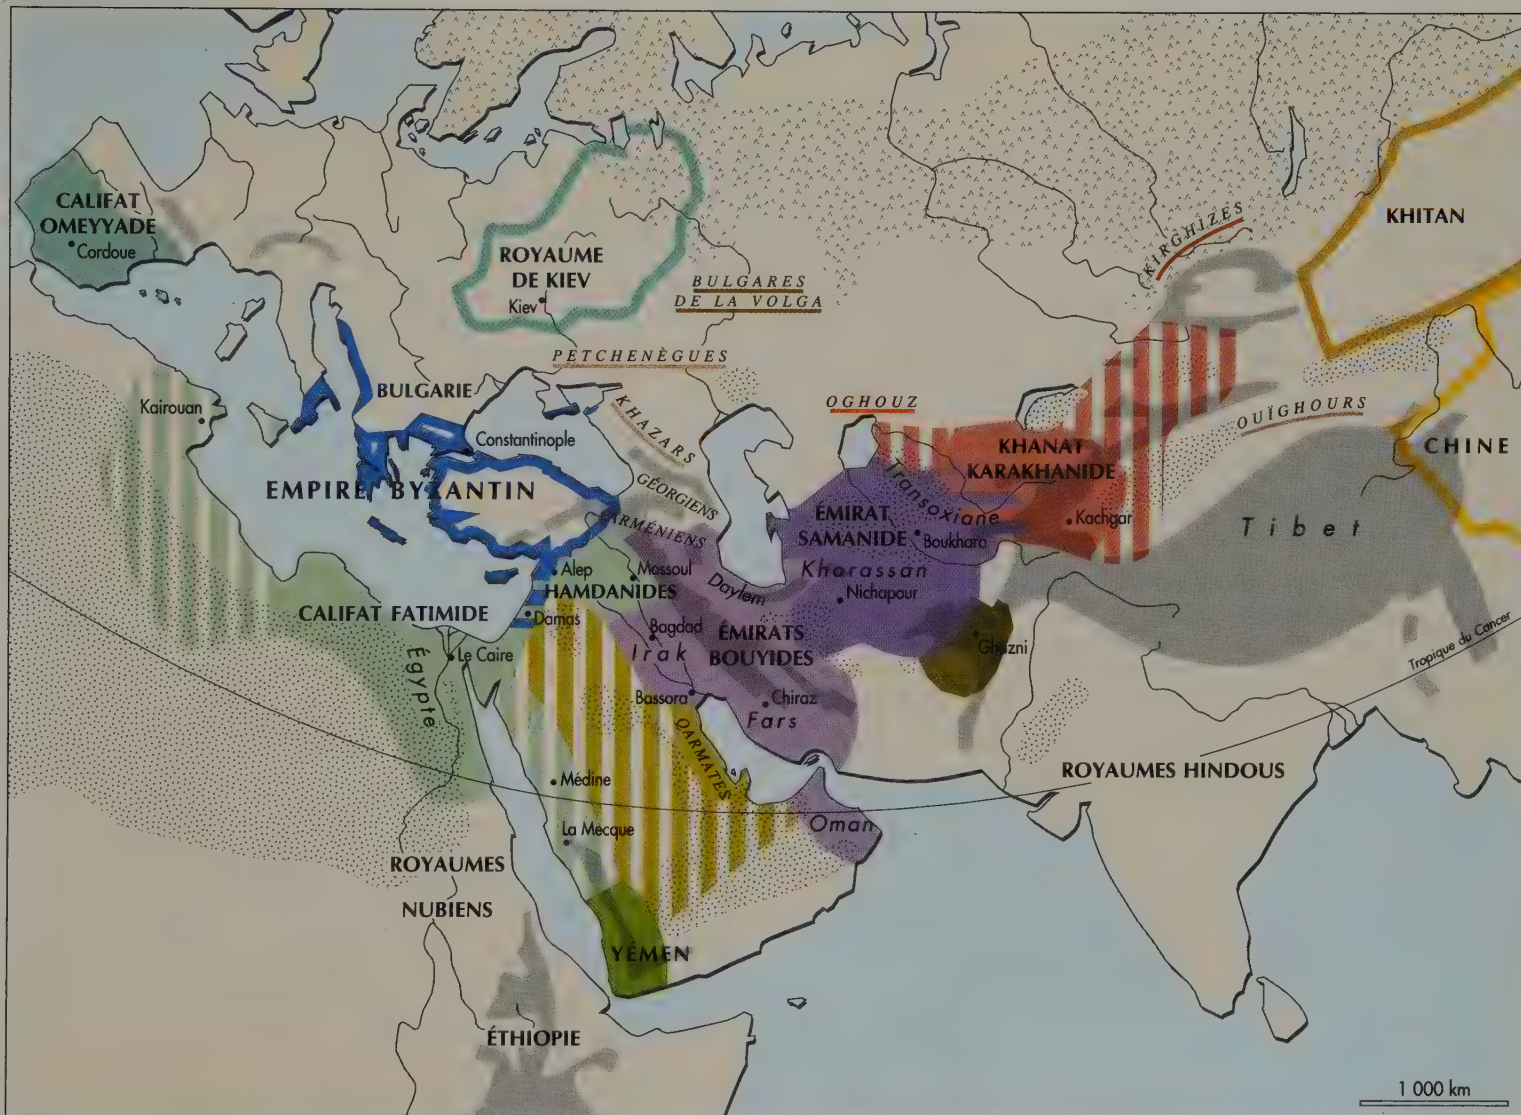 CALIFAT
OMEYYADE
Cordoue
ROYAUME
DE KIEV
Kiev
BULGARES
DE LA VOLGA
KIRGHIZES
KHITAN
PETCHENÈGUES
BULGARIE
KHAZARS
OGHOUZ
OUÏGHOURS
Kairouan
Constantinople
KHANAT
KARAKHANIDE
CHINE
EMPIRE BYZANTIN
GÉORGIENS
ARMÉNIENS
Transoxiane
ÉMIRAT
SAMANIDE
Boukhara
Kachgar
Tibet
Alep
Mossoul
HAMDANIDES
Daylem
Khorassan
Nichapour
CALIFAT FATIMIDE
Damas
Bagdad
Irak
ÉMIRATS
BOUYIDES
Ghazni
Le Caire
Égypte
Bassora
Chiraz
Fars
Tropique du Cancer
QARMATES
Médine
ROYAUMES HINDOUS
La Mecque
Oman
ROYAUMES
NUBIENS
YÉMEN
ÉTHIOPIE
1 000 km